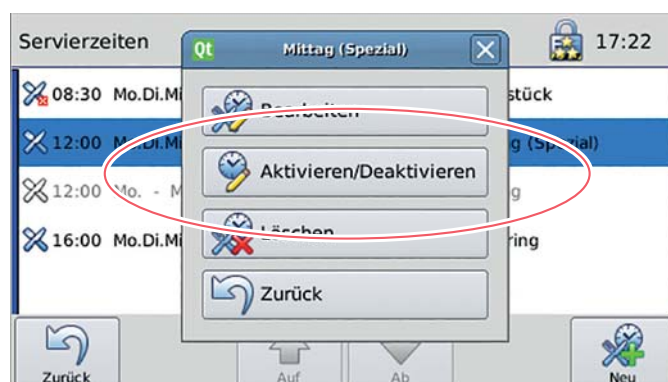 Servierzeiten
Qt Mittag (Spezial)
17:22
08:30 Mo.Di.Mi stück
Bearbeiten
12:00 Mo.Di.Mi g (Spezial)
Aktivieren/Deaktivieren
12:00 Mo. - M g
Löschen
16:00 Mo.Di.Mi ring
Zurück
Zurück
Auf
Ab
Neu